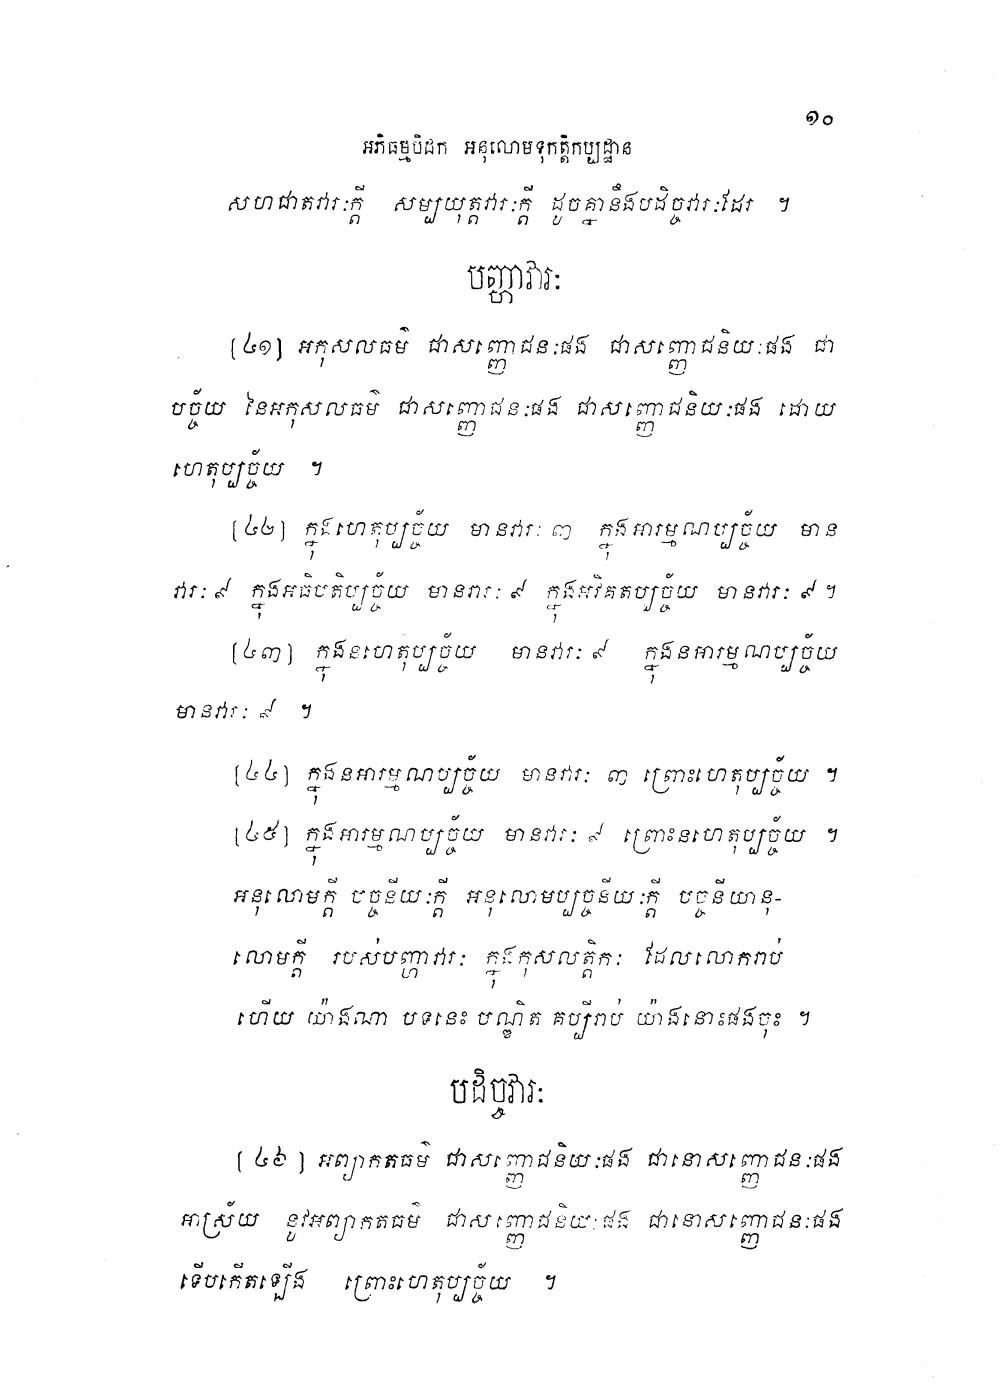 ១០
អភិធម្មបិដក អនុលោមទុកត្តិកប្បដ្ឋាន
សហជាតវារៈក្តី សម្បយុត្តវារៈក្តី ដូចគ្នានឹងបដិច្ចវារៈដែរ ។
បញ្ហាវារៈ
[៤១] អកុសលធម៌ ជាសញ្ញោជនៈផង ជាសញ្ញោជនិយៈផង ជា
បច្ច័យ នៃអកុសលធម៌ ជាសញ្ញោជនៈផង ជាសញ្ញោជនិយៈផង ដោយ
ហេតុប្បច្ច័យ ។
[៤២] ក្នុងហេតុប្បច្ច័យ មានវារៈ ៣ ក្នុងអារម្មណប្បច្ច័យ មាន
វារៈ ៩ ក្នុងអធិបតិប្បច្ច័យ មានវារៈ ៩ ក្នុងអវិគតប្បច្ច័យ មានវារៈ ៩ ។
[៤៣] ក្នុងនហេតុប្បច្ច័យ មានវារៈ ៩ ក្នុងនអារម្មណប្បច្ច័យ
មានវារៈ ៩ ។
[៤៤] ក្នុងនអារម្មណប្បច្ច័យ មានវារៈ ៣ ព្រោះហេតុប្បច្ច័យ ។
[៤៥] ក្នុងអារម្មណប្បច្ច័យ មានវារៈ ៩ ព្រោះនហេតុប្បច្ច័យ ។
អនុលោមក្តី បច្ចនីយៈក្តី អនុលោមប្បច្ចនីយៈក្តី បច្ចនីយានុ-
លោមក្តី របស់បញ្ហាវារៈ ក្នុងកុសលត្តិកៈ ដែលលោករាប់
ហើយ យ៉ាងណា បទនេះ បណ្ឌិត គប្បីរាប់ យ៉ាងនោះផងចុះ ។
បដិច្ចវារៈ
[៤៦] អព្យាកតធម៌ ជាសញ្ញោជនិយៈផង ជានោសញ្ញោជនៈផង
អាស្រ័យ នូវអព្យាកតធម៌ ជាសញ្ញោជនិយៈផង ជានោសញ្ញោជនៈផង
ទើបកើតឡើង ព្រោះហេតុប្បច្ច័យ ។